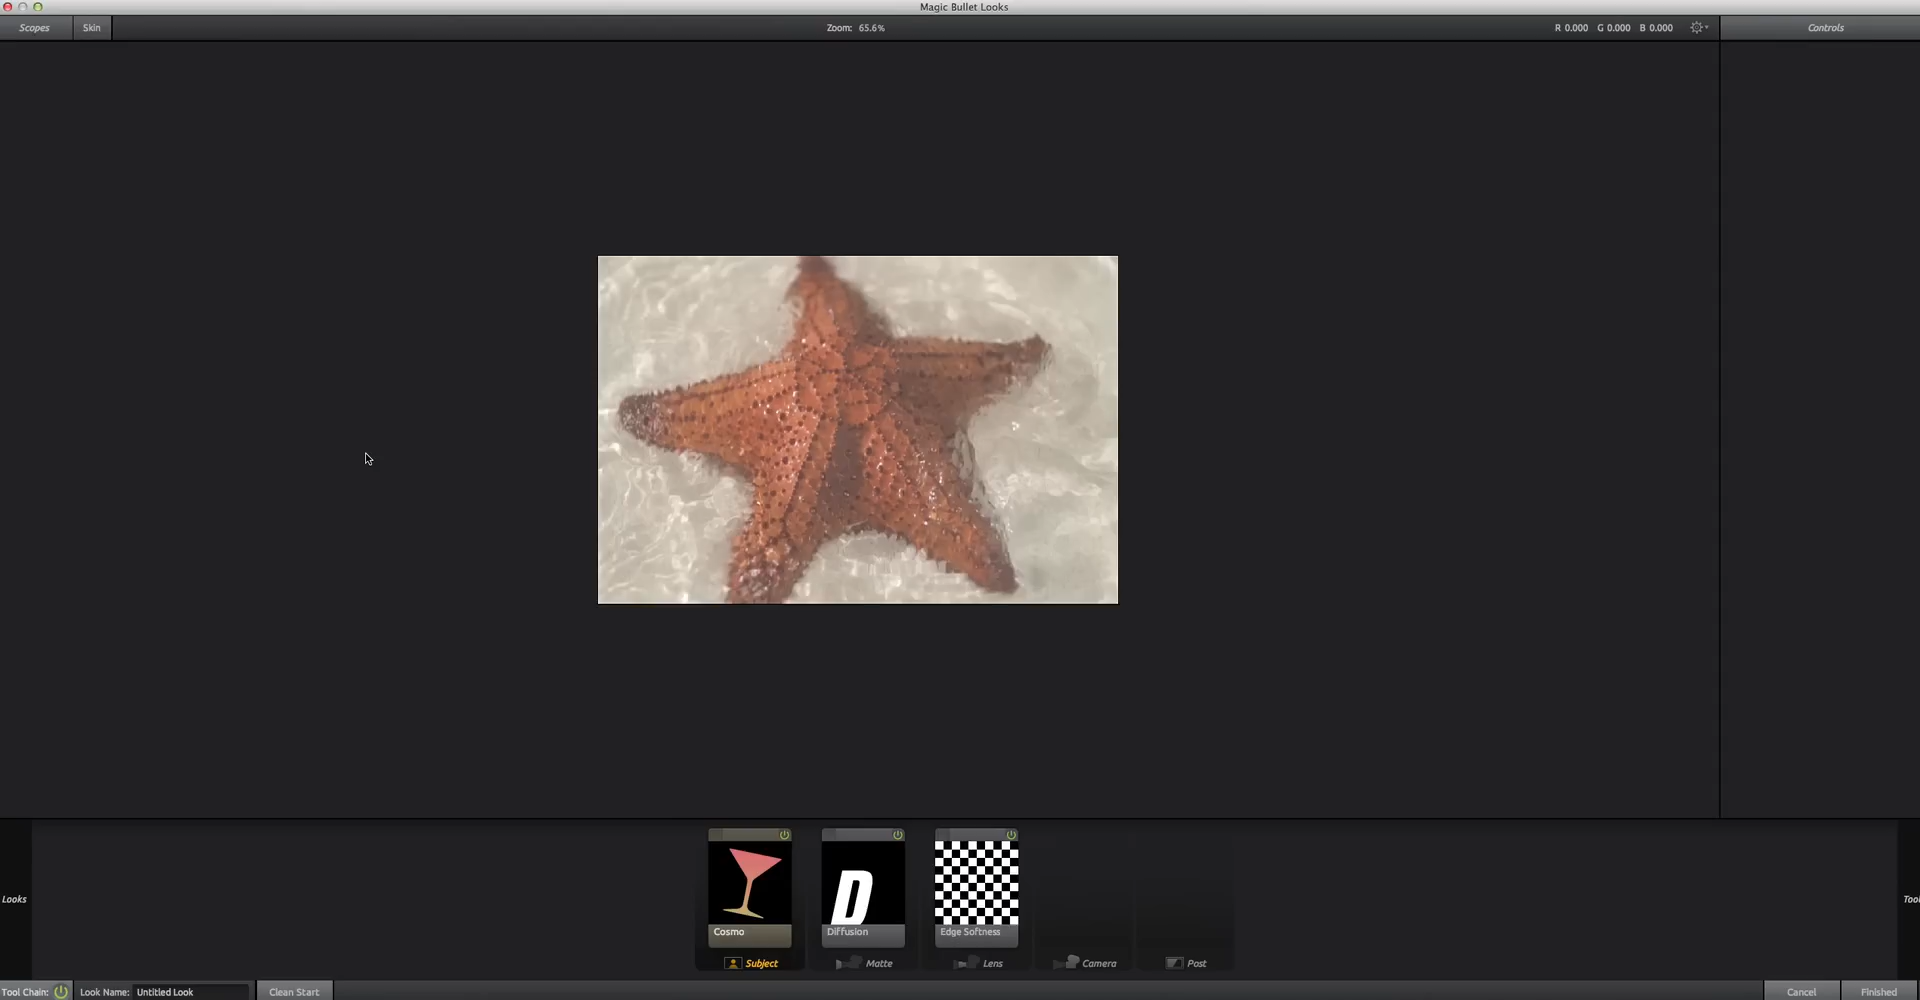 Magic Bullet Looks
Scopes Skin Zoom: 65.6% R 0.000 G 0.000 B 0.000 Controls
D
Looks Tool
Cosmo Diffusion Edge Softness
Subject Matte Lens Camera Post
Tool Chain: Look Name: Untitled Look Clean Start Cancel Finished